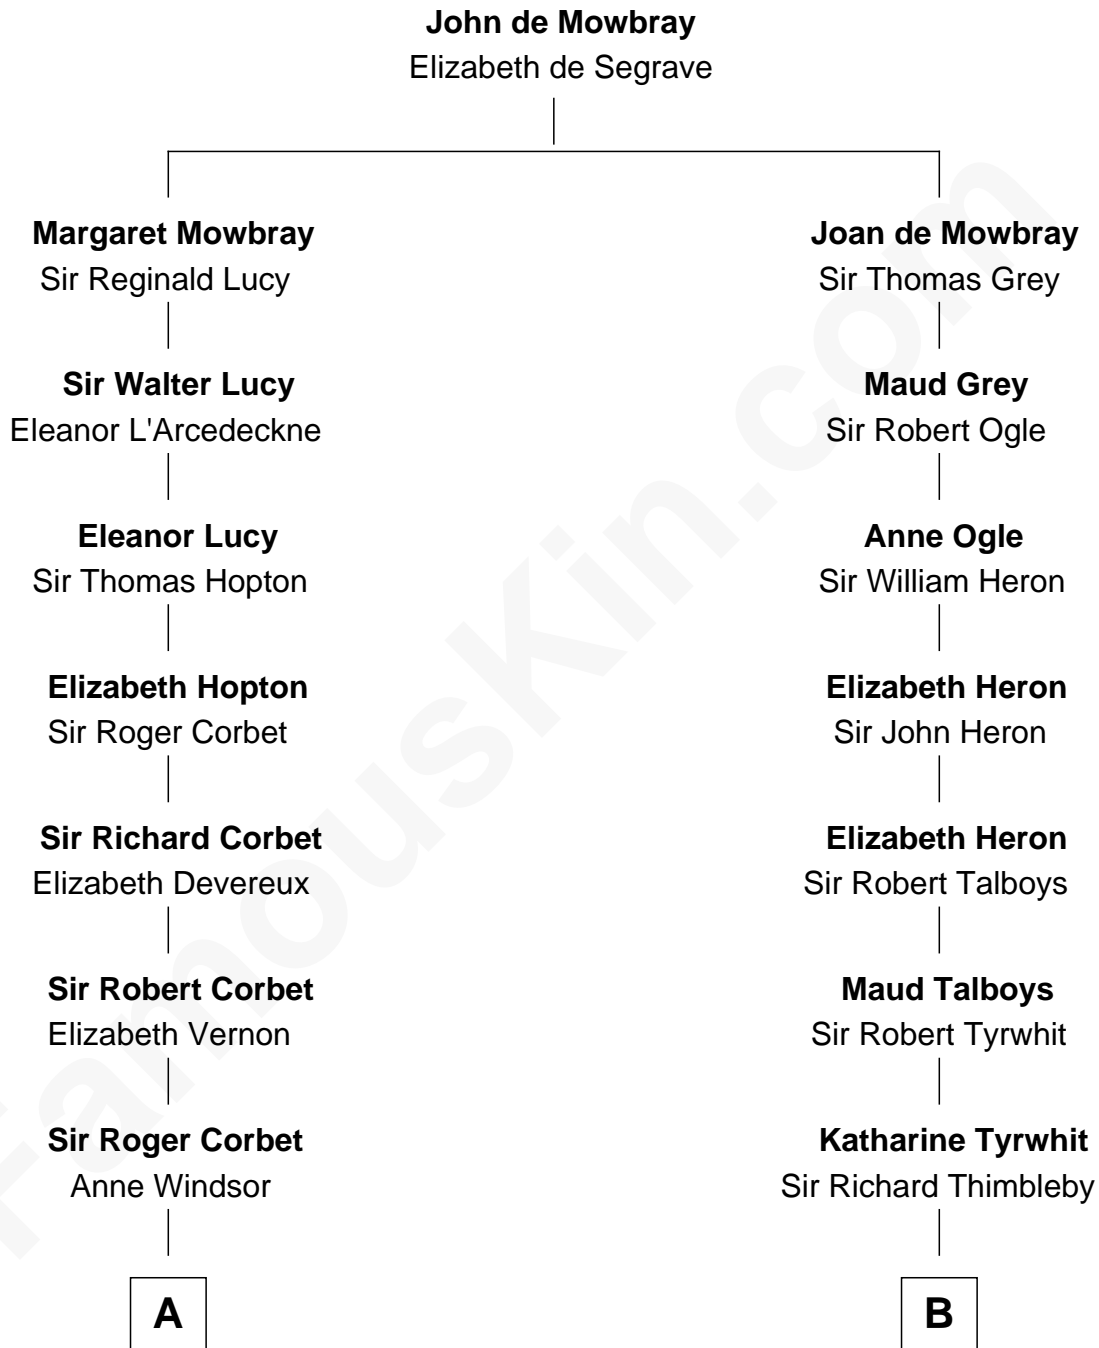 John de Mowbray
Elizabeth de Segrave
Margaret Mowbray
Sir Reginald Lucy
Joan de Mowbray
Sir Thomas Grey
Sir Walter Lucy
Eleanor L'Arcedeckne
Maud Grey
Sir Robert Ogle
Eleanor Lucy
Sir Thomas Hopton
Anne Ogle
Sir William Heron
Elizabeth Hopton
Sir Roger Corbet
Elizabeth Heron
Sir John Heron
Sir Richard Corbet
Elizabeth Devereux
Elizabeth Heron
Sir Robert Talboys
Sir Robert Corbet
Elizabeth Vernon
Maud Talboys
Sir Robert Tyrwhit
Sir Roger Corbet
Anne Windsor
Katharine Tyrwhit
Sir Richard Thimbleby
A
B
FamousKin.com